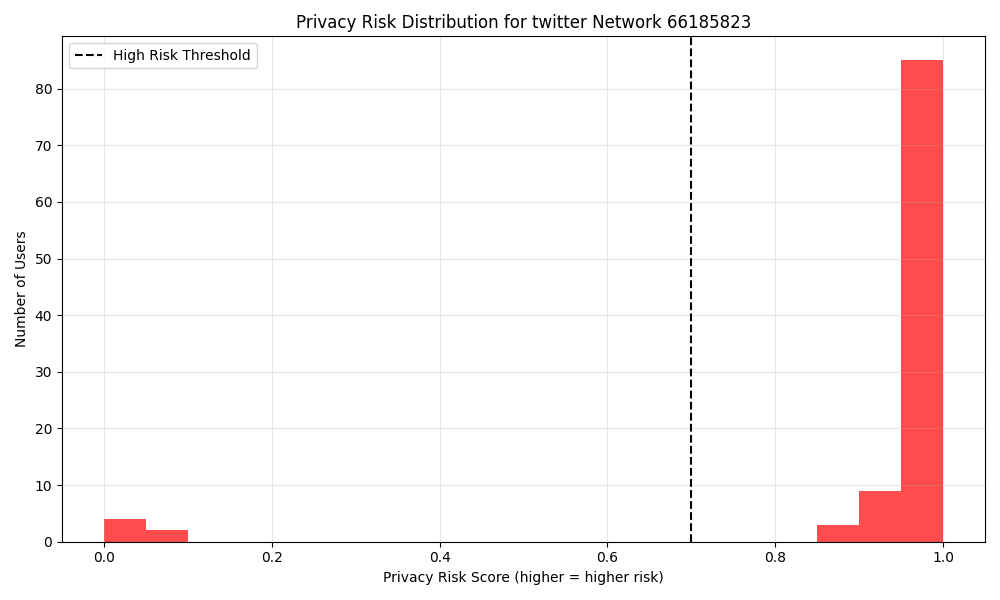 Privacy Risk Distribution for twitter Network 66185823
High Risk Threshold
Number of Users
80
70
60
50
40
30
20
10
0
0.0 0.2 0.4 0.6 0.8 1.0
Privacy Risk Score (higher = higher risk)